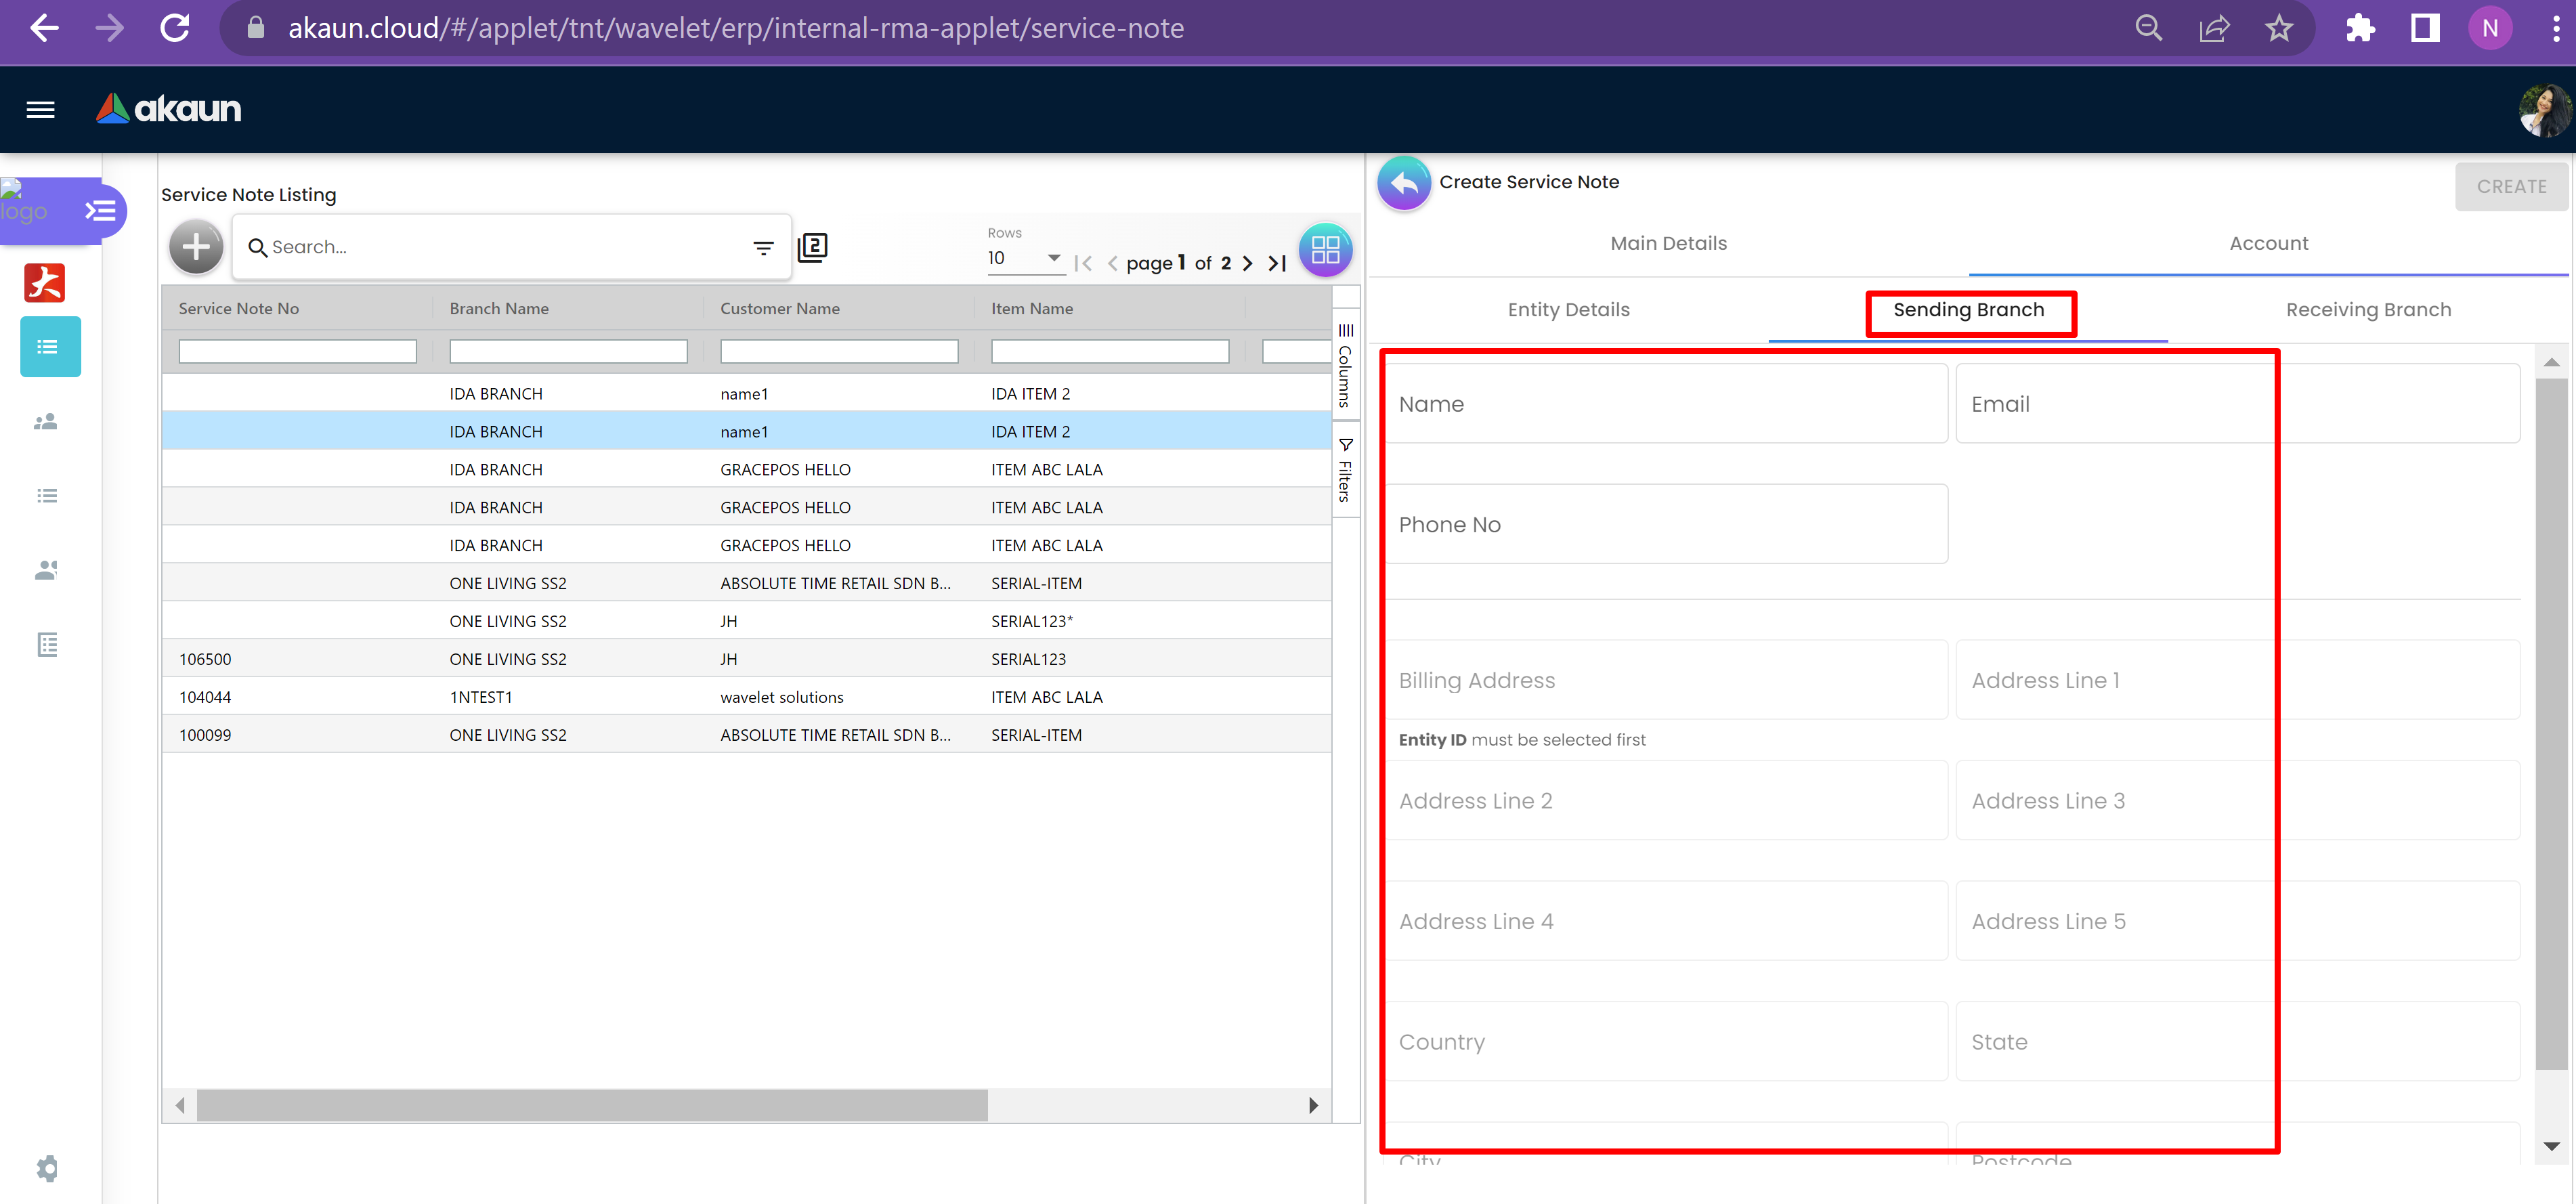 akaun.cloud/#/applet/tnt/wavelet/erp/internal-rma-applet/service-note
N
akaun
logo
Service Note Listing
Search...
2
Rows
10
page 1 of 2
Service Note No Branch Name Customer Name Item Name
IDA BRANCH name1 IDA ITEM 2
IDA BRANCH name1 IDA ITEM 2
IDA BRANCH GRACEPOS HELLO ITEM ABC LALA
IDA BRANCH GRACEPOS HELLO ITEM ABC LALA
IDA BRANCH GRACEPOS HELLO ITEM ABC LALA
ONE LIVING SS2 ABSOLUTE TIME RETAIL SDN B... SERIAL-ITEM
ONE LIVING SS2 JH SERIAL123*
106500 ONE LIVING SS2 JH SERIAL123
104044 1NTEST1 wavelet solutions ITEM ABC LALA
100099 ONE LIVING SS2 ABSOLUTE TIME RETAIL SDN B... SERIAL-ITEM
Columns
Filters
Create Service Note
CREATE
Main Details Account
Entity Details Sending Branch Receiving Branch
Name Email
Phone No
Billing Address Address Line 1
Entity ID must be selected first
Address Line 2 Address Line 3
Address Line 4 Address Line 5
Country State
City Postcode